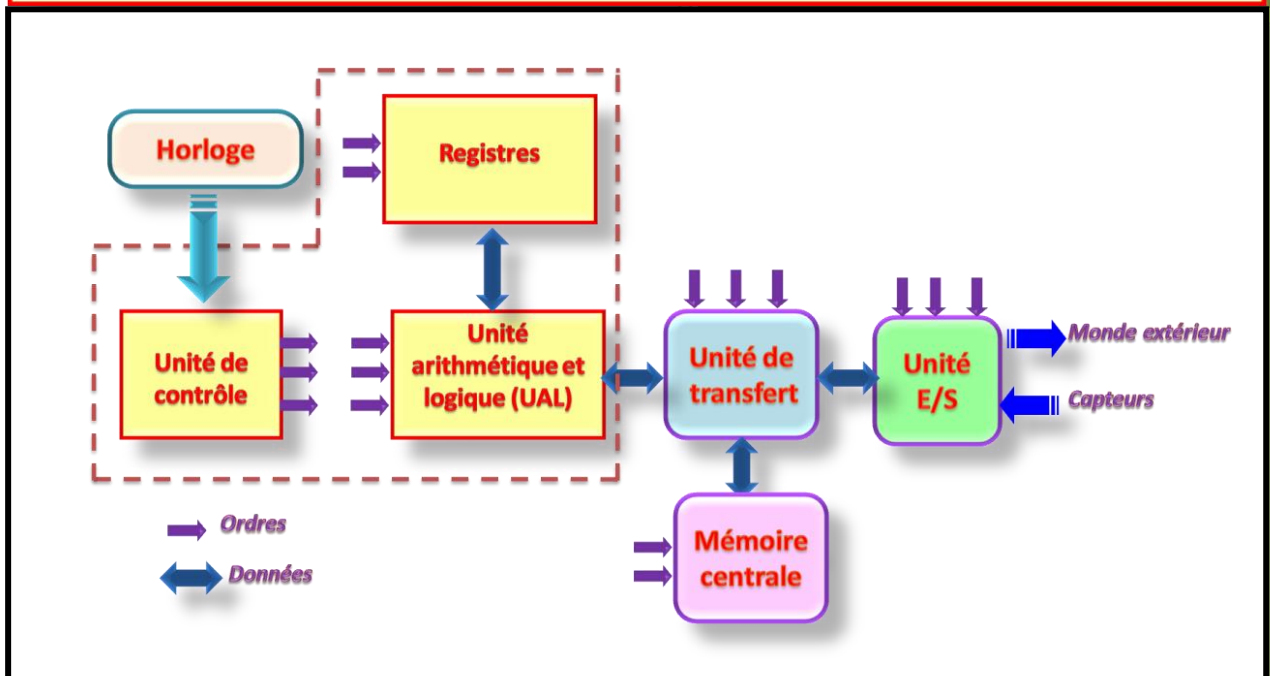 Horloge
Registres
Unité de
contrôle
Unité
arithmétique et
logique (UAL)
Unité de
transfert
Unité
E/S
Monde extérieur
Capteurs
Mémoire
centrale
Ordres
Données